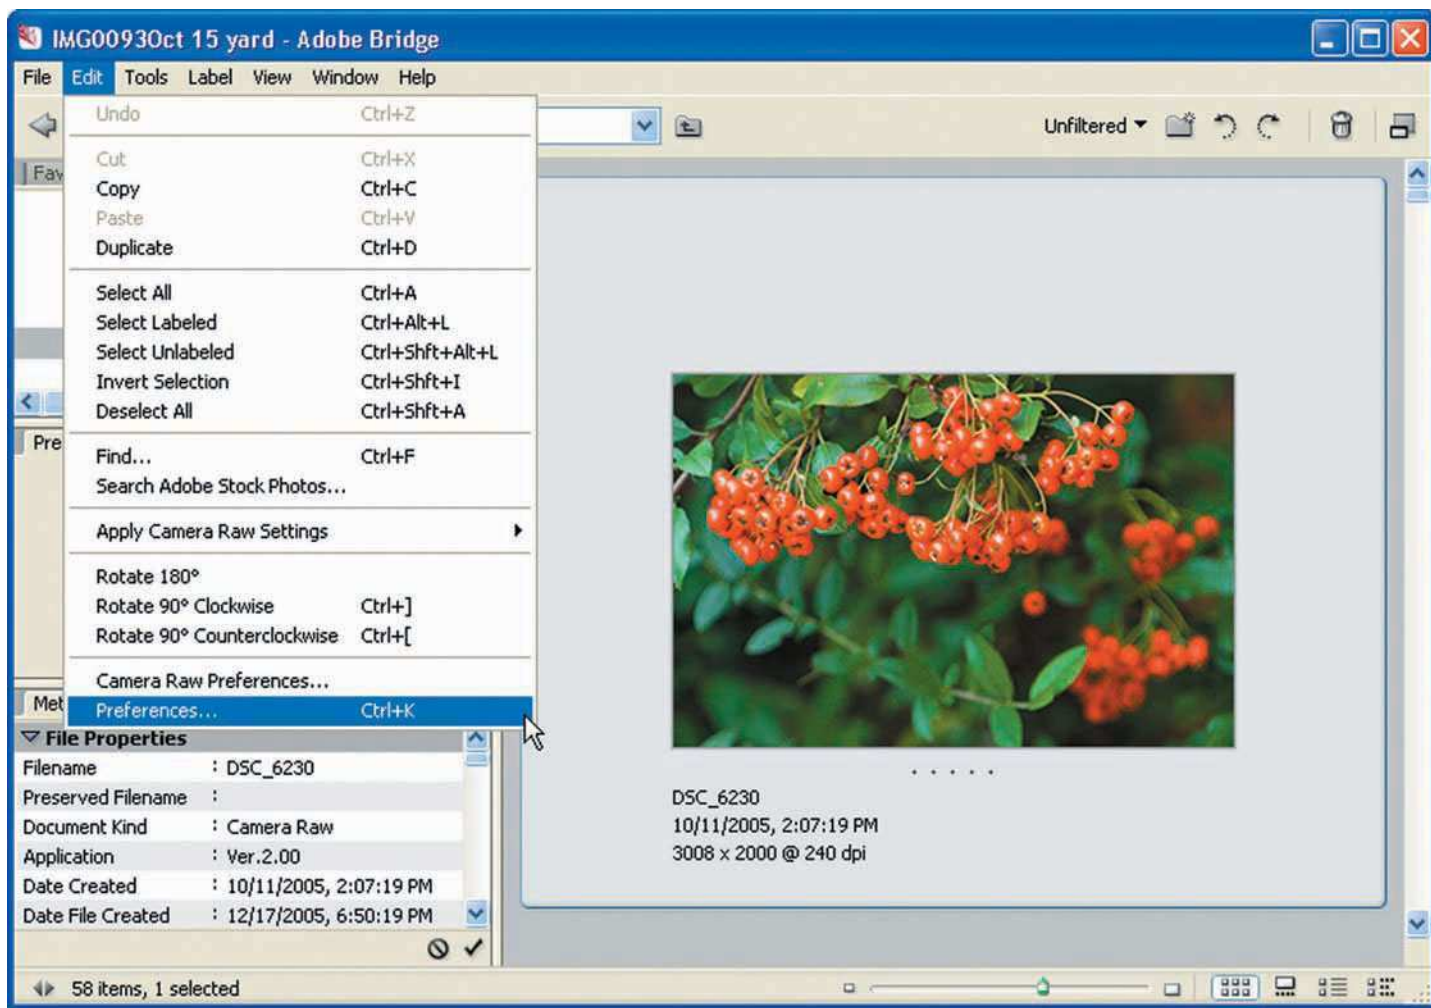 IMG0093Oct 15 yard - Adobe Bridge
File Edit Tools Label View Window Help
Unfiltered
Fav
Undo Ctrl+Z
Cut Ctrl+X
Copy Ctrl+C
Paste Ctrl+V
Duplicate Ctrl+D
Select All Ctrl+A
Select Labeled Ctrl+Alt+L
Select Unlabeled Ctrl+Shft+Alt+L
Invert Selection Ctrl+Shft+I
Deselect All Ctrl+Shft+A
Pre
Find... Ctrl+F
Search Adobe Stock Photos...
Apply Camera Raw Settings
Rotate 180°
Rotate 90° Clockwise Ctrl+]
Rotate 90° Counterclockwise Ctrl+[
Camera Raw Preferences...
Met
Preferences... Ctrl+K
File Properties
Filename : DSC_6230
Preserved Filename :
Document Kind : Camera Raw
Application : Ver.2.00
Date Created : 10/11/2005, 2:07:19 PM
Date File Created : 12/17/2005, 6:50:19 PM
DSC_6230
10/11/2005, 2:07:19 PM
3008 x 2000 @ 240 dpi
58 items, 1 selected